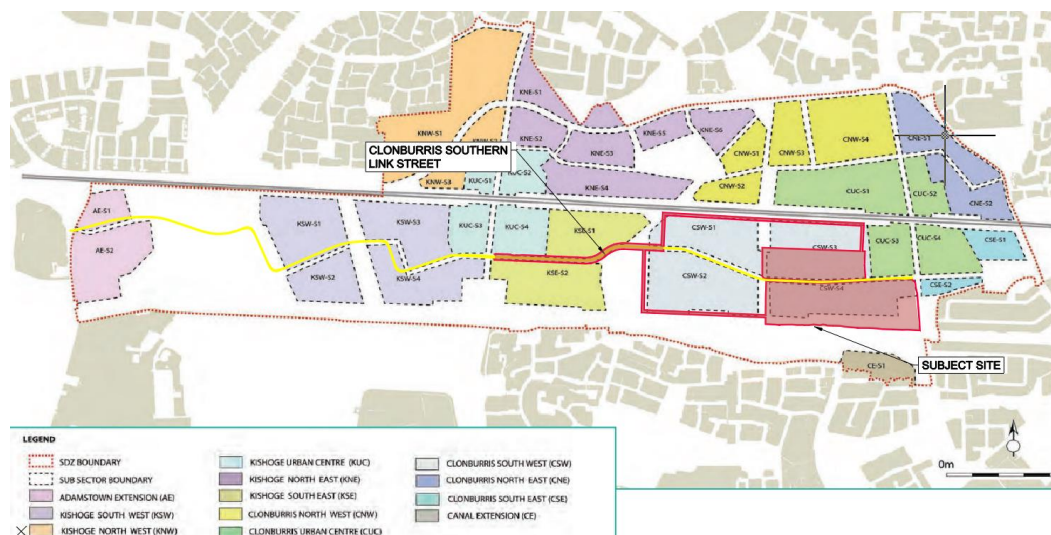 KNW-S1
KNE-S1
KNE-S2
KNE-S3
KNE-S5
KNE-S6
KNE-S4
CLONBURRIS SOUTHERN
LINK STREET
KNW-S3
KUC-S1
KUC-S2
CNW-S1
CNW-S2
CNW-S3
CNW-S4
CNE-S1
CNE-S2
CUC-S1
CUC-S2
AE-S1
AE-S2
KSW-S1
KSW-S2
KSW-S3
KSW-S4
KUC-S3
KUC-S4
KSE-S1
KSE-S2
CSW-S1
CSW-S2
CSW-S3
CSW-S4
CUC-S3
CUC-S4
CSE-S1
CSE-S2
SUBJECT SITE
CE-S1
0m
LEGEND
SDZ BOUNDARY
SUB SECTOR BOUNDARY
ADAMSTOWN EXTENSION (AE)
KISHOGE SOUTH WEST (KSW)
KISHOGE NORTH WEST (KNW)
KISHOGE URBAN CENTRE (KUC)
KISHOGE NORTH EAST (KNE)
KISHOGE SOUTH EAST (KSE)
CLONBURRIS NORTH WEST (CNW)
CLONBURRIS URBAN CENTRE (CUC)
CLONBURRIS SOUTH WEST (CSW)
CLONBURRIS NORTH EAST (CNE)
CLONBURRIS SOUTH EAST (CSE)
CANAL EXTENSION (CE)